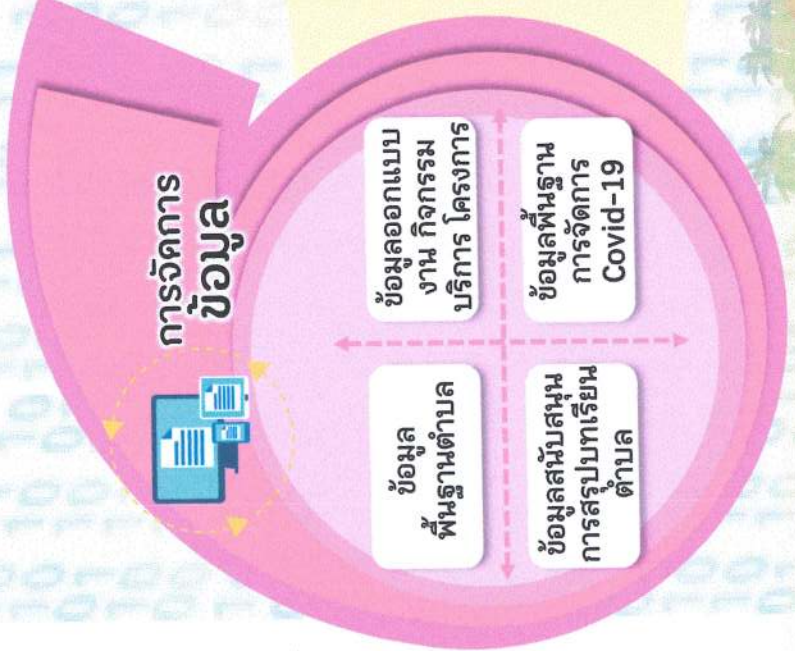 การจัดการ
ข้อมูล
ข้อมูล
พื้นฐานตำบล
ข้อมูลออกแบบ
งาน กิจกรรม
บริการ โครงการ
ข้อมูลสนับสนุน
การสรุปบทเรียน
ตำบล
ข้อมูลพื้นฐาน
การจัดการ
Covid-19